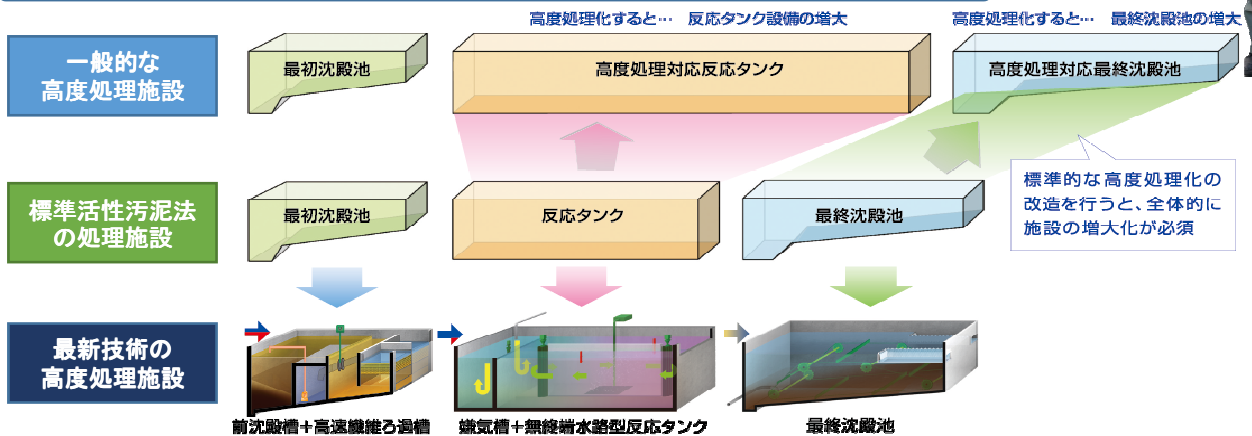 高度処理化すると… 反応タンク設備の増大
高度処理化すると… 最終沈殿池の増大
一般的な
高度処理施設
最初沈殿池
高度処理対応反応タンク
高度処理対応最終沈殿池
標準活性汚泥法
の処理施設
最初沈殿池
反応タンク
最終沈殿池
標準的な高度処理化の
改造を行うと、全体的に
施設の増大化が必須
最新技術の
高度処理施設
前沈殿槽＋高速繊維ろ過槽
嫌気槽＋無終端水路型反応タンク
最終沈殿池